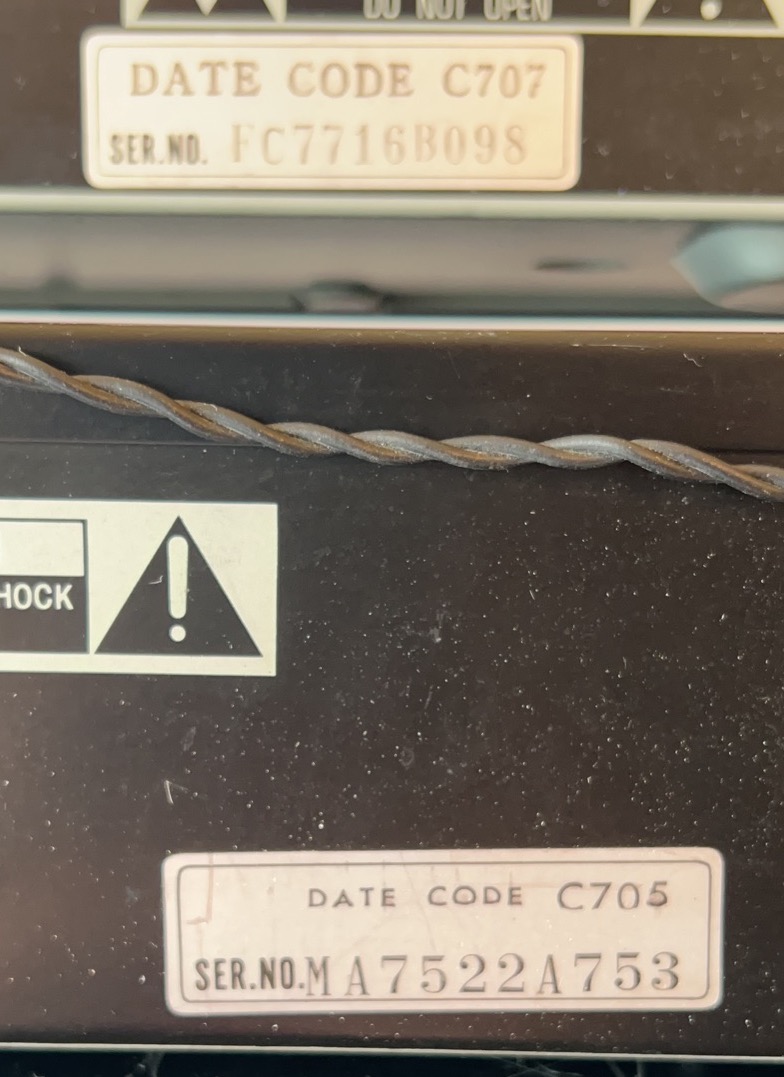 DO NOT OPEN
DATE CODE C707
SER.NO. FC7716B098
HOCK
DATE CODE C705
SER.NO.MA7522A753